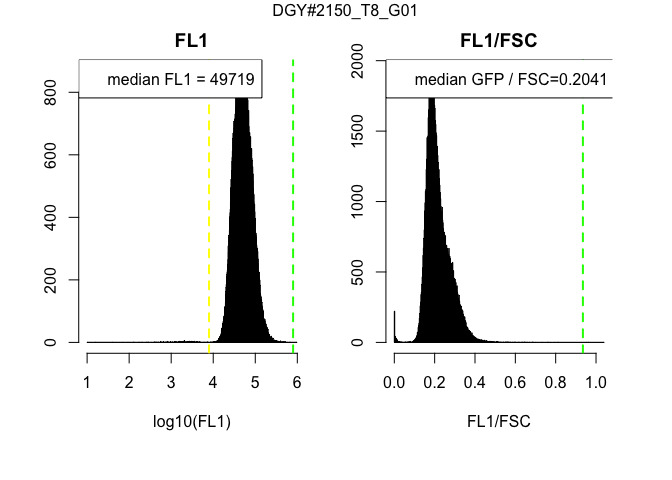 DGY#2150_T8_G01
FL1
median FL1 = 49719
800
600
400
200
0
1 2 3 4 5 6
log10(FL1)
FL1/FSC
median GFP / FSC=0.2041
2000
1500
1000
500
0
0.0 0.2 0.4 0.6 0.8 1.0
FL1/FSC